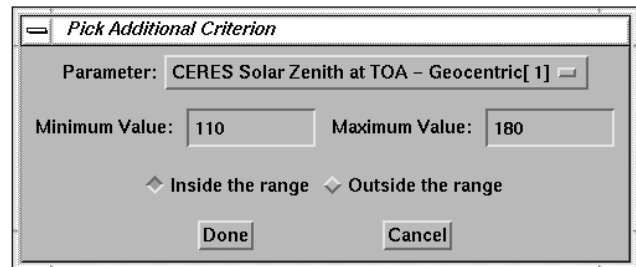 Pick Additional Criterion
Parameter: CERES Solar Zenith at TOA – Geocentric[ 1]
Minimum Value: 110 Maximum Value: 180
Inside the range Outside the range
Done Cancel